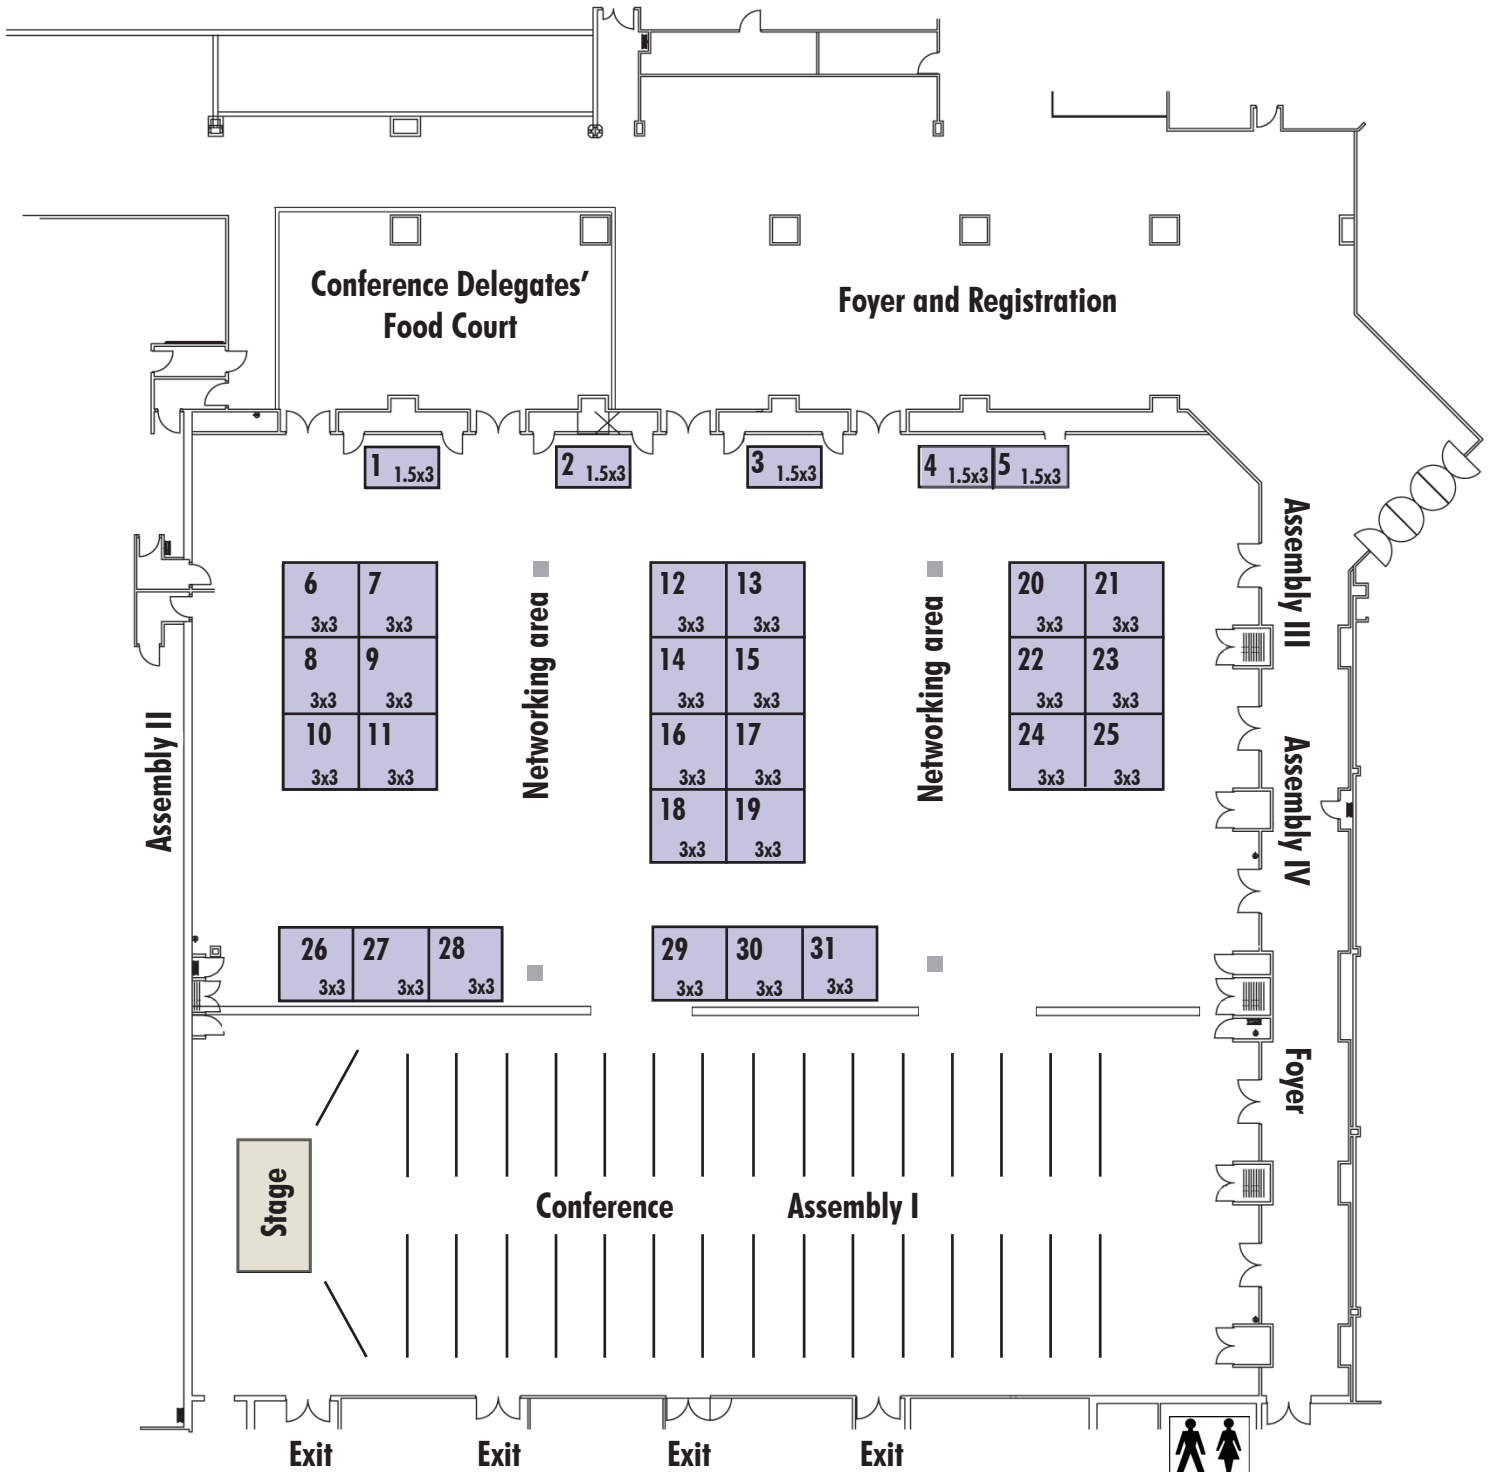 Conference Delegates’
Food Court
Foyer and Registration
1 1.5x3
2 1.5x3
3 1.5x3
4 1.5x3
5 1.5x3
Assembly III
6
3x3
7
3x3
8
3x3
9
3x3
10
3x3
11
3x3
Networking area
12
3x3
13
3x3
14
3x3
15
3x3
16
3x3
17
3x3
18
3x3
19
3x3
Networking area
20
3x3
21
3x3
22
3x3
23
3x3
24
3x3
25
3x3
Assembly II
Assembly IV
26
3x3
27
3x3
28
3x3
29
3x3
30
3x3
31
3x3
Foyer
Stage
Conference
Assembly I
Exit
Exit
Exit
Exit